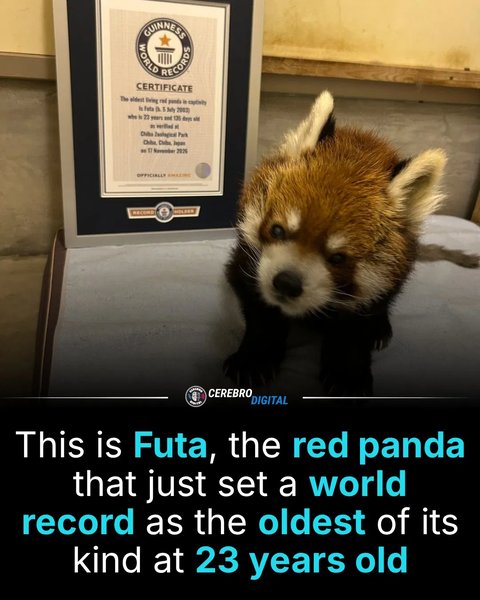 GUINNESS
WORLD RECORDS
CERTIFICATE
The oldest living red panda in captivity
is Futa (b. 5 July 2003)
who is 23 years and 135 days old
as verified at
Chiba Zoological Park
Chiba, Chiba, Japan
on 17 November 2026
OFFICIALLY AMAZING
RECORD HOLDER
CEREBRO
DIGITAL
This is Futa, the red panda
that just set a world
record as the oldest of its
kind at 23 years old